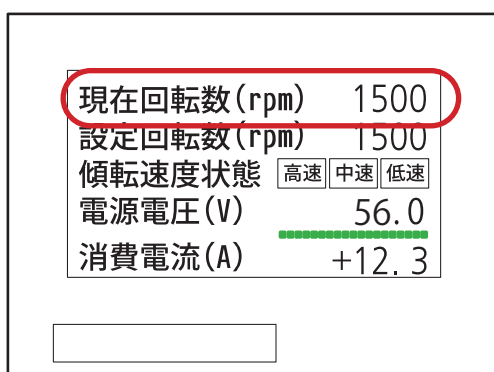 現在回転数(rpm) 1500
設定回転数(rpm) 1500
傾転速度状態 高速 中速 低速
電源電圧(V) 56.0
消費電流(A) +12.3